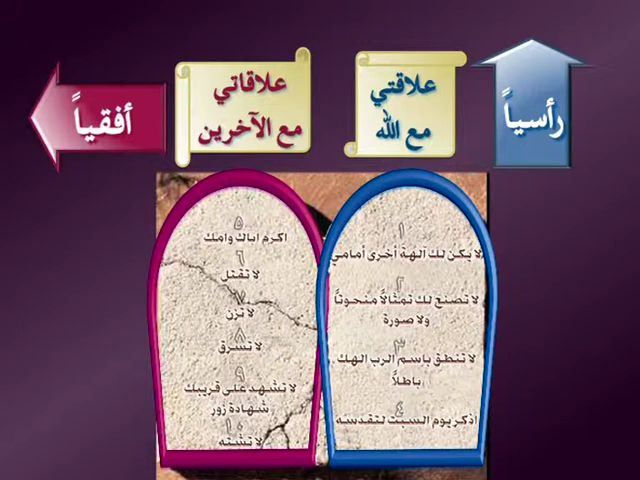 رأسياً
علاقتي
مع الله
علاقاتي
مع الآخرين
أفقياً
١
لا يكن لك آلهة أخرى أمامي
٢
لا تصنع لك تمثالاً منحوتاً
ولا صورة
٣
لا تنطق باسم الرب الهك
باطلاً
٤
اذكر يوم السبت لتقدسه
٥
اكرم اباك وامك
٦
لا تقتل
٧
لا تزن
٨
لا تسرق
٩
لا تشهد على قريبك
شهادة زور
١٠
لا تشته